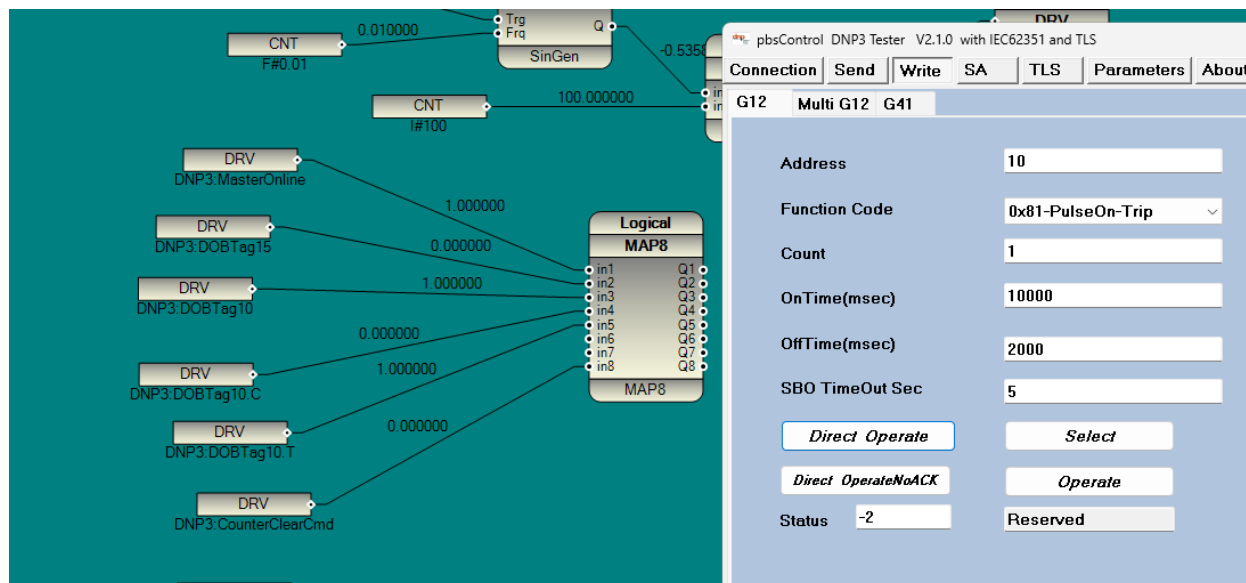 Trg
Frq
Q
SinGen
0.010000
CNT
F#0.01
-0.5358
CNT
I#100
100.000000
in
in
DRV
DNP3:MasterOnline
1.000000
DRV
DNP3:DOBTag15
0.000000
DRV
DNP3:DOBTag10
1.000000
DRV
DNP3:DOBTag10.C
0.000000
DRV
DNP3:DOBTag10.T
1.000000
DRV
DNP3:CounterClearCmd
0.000000
Logical
MAP8
in1 Q1
in2 Q2
in3 Q3
in4 Q4
in5 Q5
in6 Q6
in7 Q7
in8 Q8
MAP8
DRV
pbsControl DNP3 Tester V2.1.0 with IEC62351 and TLS
Connection Send Write SA TLS Parameters About
G12 Multi G12 G41
Address 10
Function Code 0x81-PulseOn-Trip
Count 1
OnTime(msec) 10000
OffTime(msec) 2000
SBO TimeOut Sec 5
Direct Operate Select
Direct OperateNoACK Operate
Status -2 Reserved